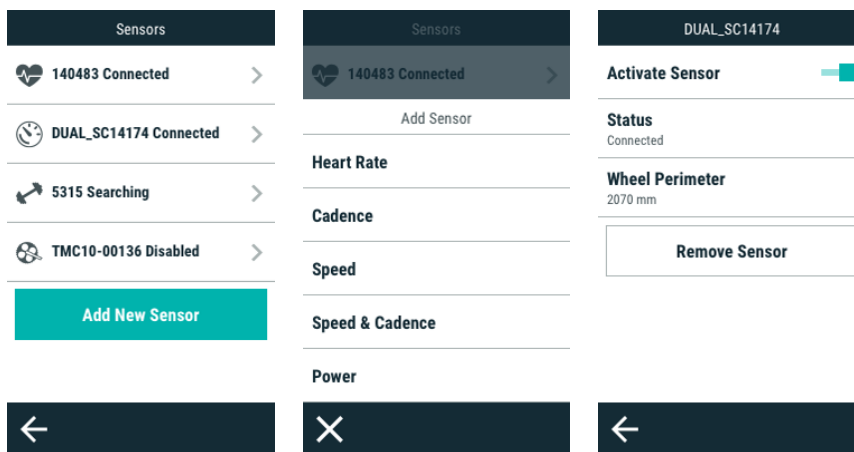 Sensors
140483 Connected
DUAL_SC14174 Connected
5315 Searching
TMC10-00136 Disabled
Add New Sensor
Sensors
140483 Connected
Add Sensor
Heart Rate
Cadence
Speed
Speed & Cadence
Power
DUAL_SC14174
Activate Sensor
Status
Connected
Wheel Perimeter
2070 mm
Remove Sensor